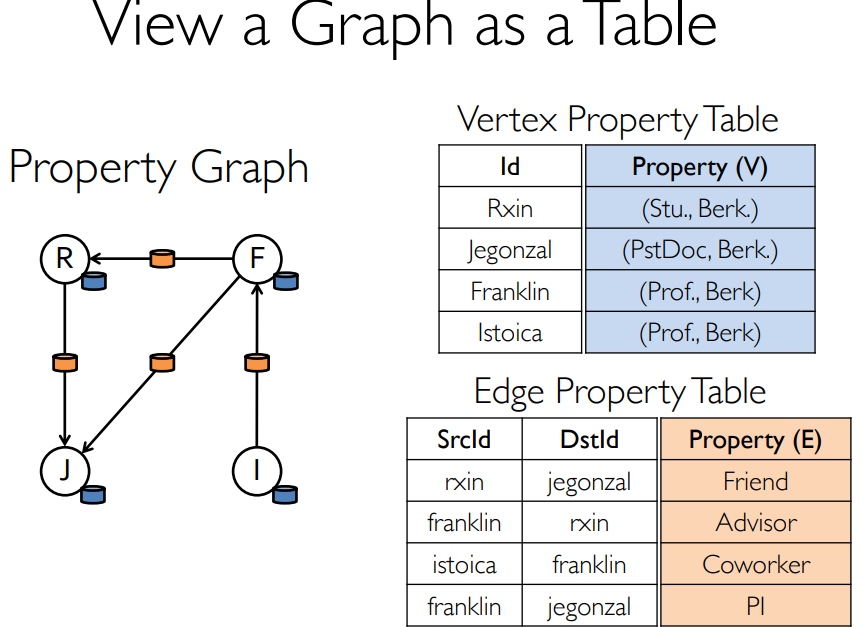 View a Graph as a Table
Property Graph
R
F
J
I
Vertex Property Table
Id Property (V)
Rxin (Stu., Berk.)
Jegonzal (PstDoc, Berk.)
Franklin (Prof., Berk)
Istoica (Prof., Berk)
Edge Property Table
SrcId DstId Property (E)
rxin jegonzal Friend
franklin rxin Advisor
istoica franklin Coworker
franklin jegonzal PI